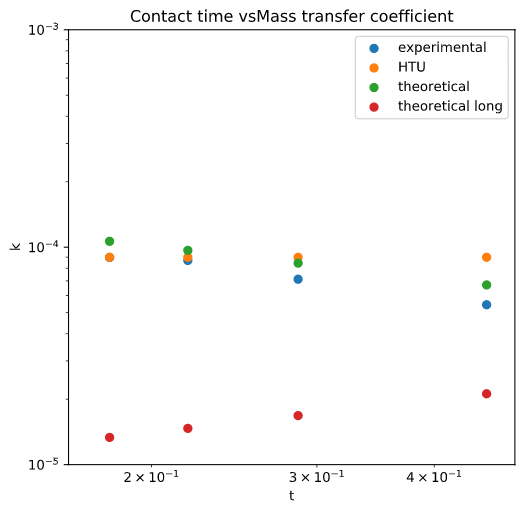 Contact time vsMass transfer coefficient
experimental
HTU
theoretical
theoretical long
10⁻³
10⁻⁴
10⁻⁵
k
2 × 10⁻¹
3 × 10⁻¹
4 × 10⁻¹
t